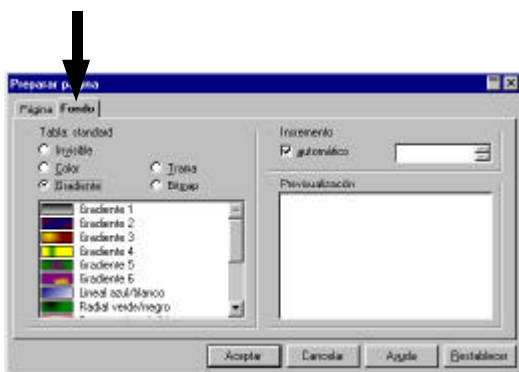 Preparar página
Página Fondo
Tabla: standard
Invisible
Color Trama
Gradiente Bitmap
Gradiente 1
Gradiente 2
Gradiente 3
Gradiente 4
Gradiente 5
Gradiente 6
Lineal azul/blanco
Radial verde/negro
Incremento
automático
Previsualización
Aceptar Cancelar Ayuda Restablecer